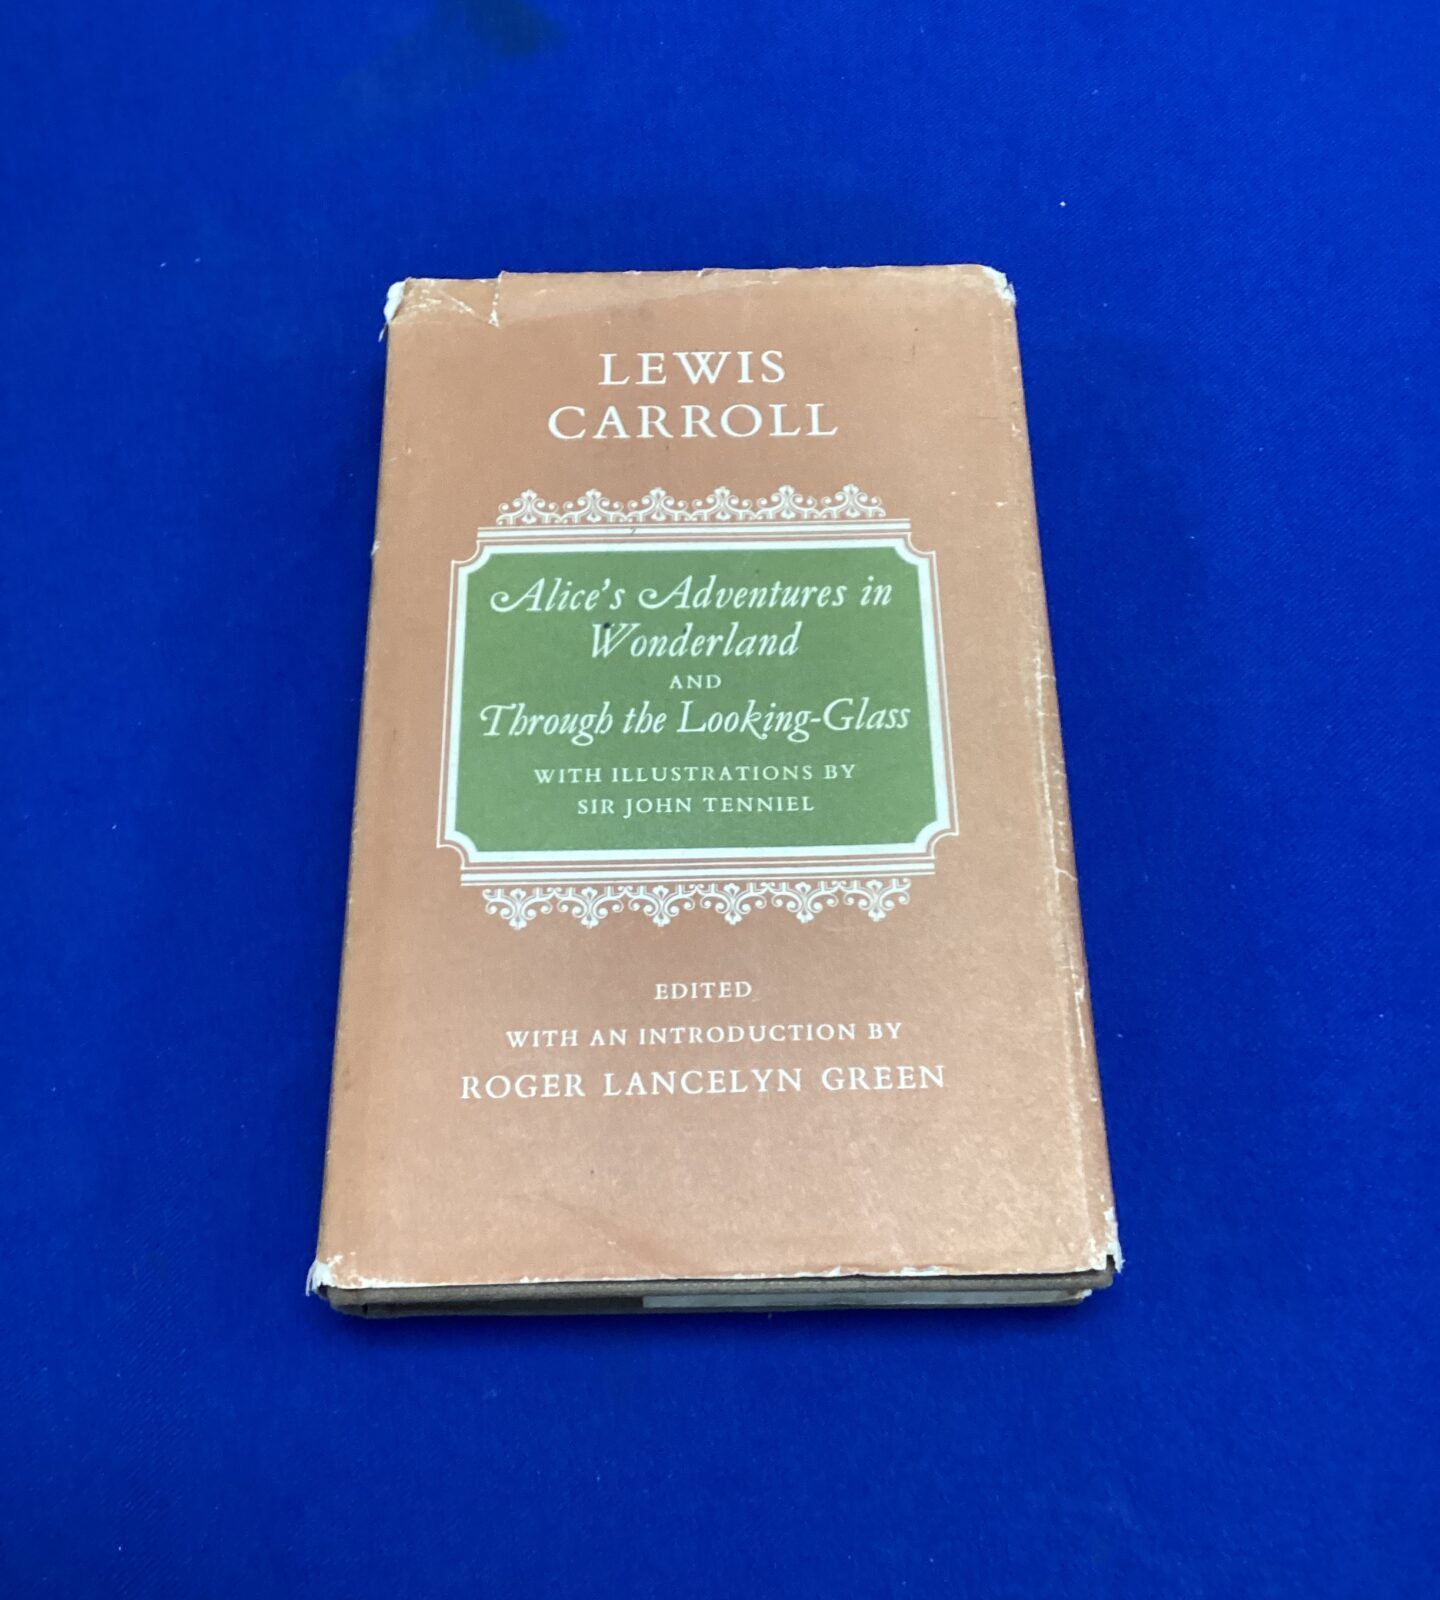 LEWIS
CARROLL
Alice's Adventures in
Wonderland
AND
Through the Looking-Glass
WITH ILLUSTRATIONS BY
SIR JOHN TENNIEL
EDITED
WITH AN INTRODUCTION BY
ROGER LANCELYN GREEN